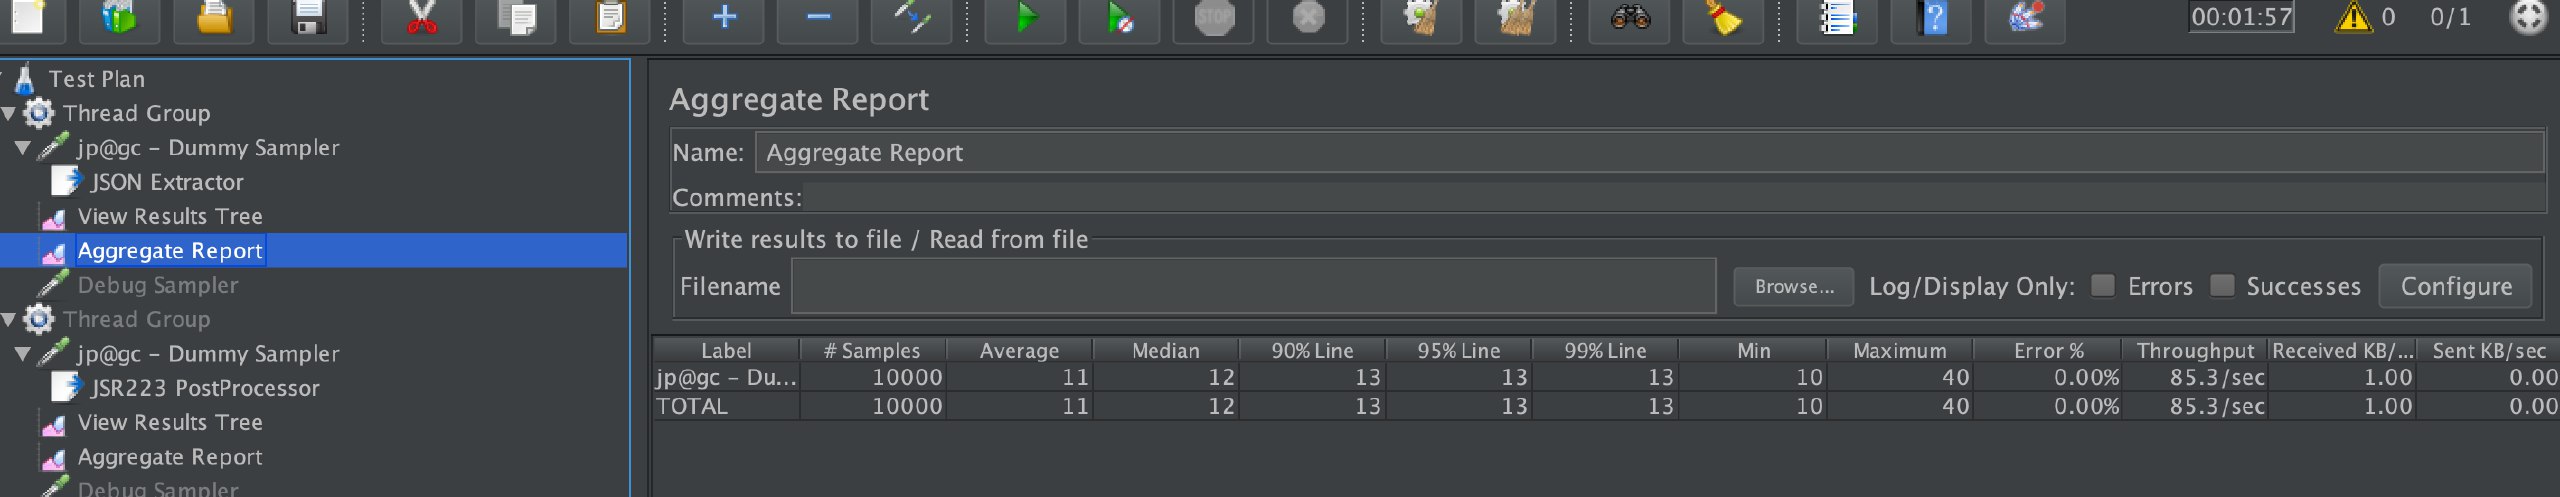 STOP
?
00:01:57 0 0/1
Test Plan
Thread Group
jp@gc - Dummy Sampler
JSON Extractor
View Results Tree
Aggregate Report
Debug Sampler
Thread Group
jp@gc - Dummy Sampler
JSR223 PostProcessor
View Results Tree
Aggregate Report
Debug Sampler
Aggregate Report
Name: Aggregate Report
Comments:
Write results to file / Read from file
Filename Browse... Log/Display Only: Errors Successes Configure
Label # Samples Average Median 90% Line 95% Line 99% Line Min Maximum Error % Throughput Received KB/... Sent KB/sec
jp@gc - Du... 10000 11 12 13 13 13 10 40 0.00% 85.3/sec 1.00 0.00
TOTAL 10000 11 12 13 13 13 10 40 0.00% 85.3/sec 1.00 0.00